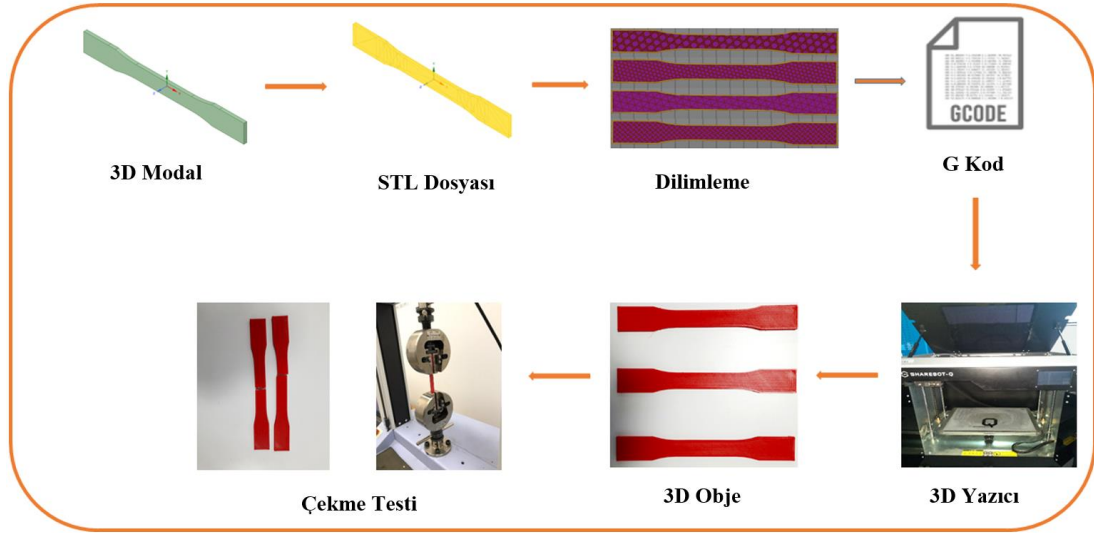 3D Modal
STL Dosyası
Dilimleme
GCODE
G Kod
SHAREBOT-Q
Q
Çekme Testi
3D Obje
3D Yazıcı